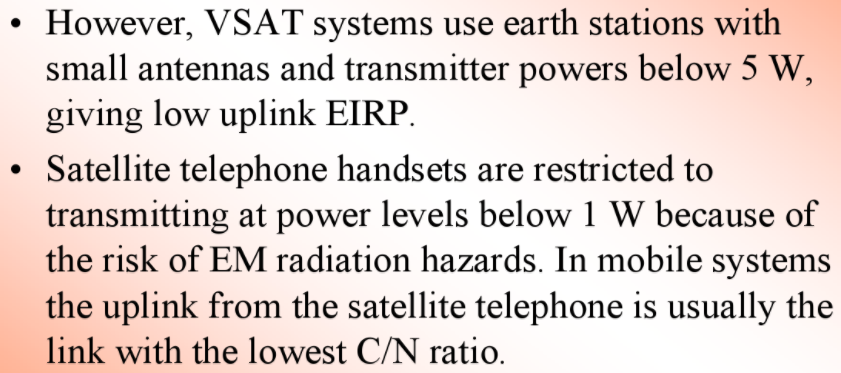 • However, VSAT systems use earth stations with
small antennas and transmitter powers below 5 W,
giving low uplink EIRP.
• Satellite telephone handsets are restricted to
transmitting at power levels below 1 W because of
the risk of EM radiation hazards. In mobile systems
the uplink from the satellite telephone is usually the
link with the lowest C/N ratio.